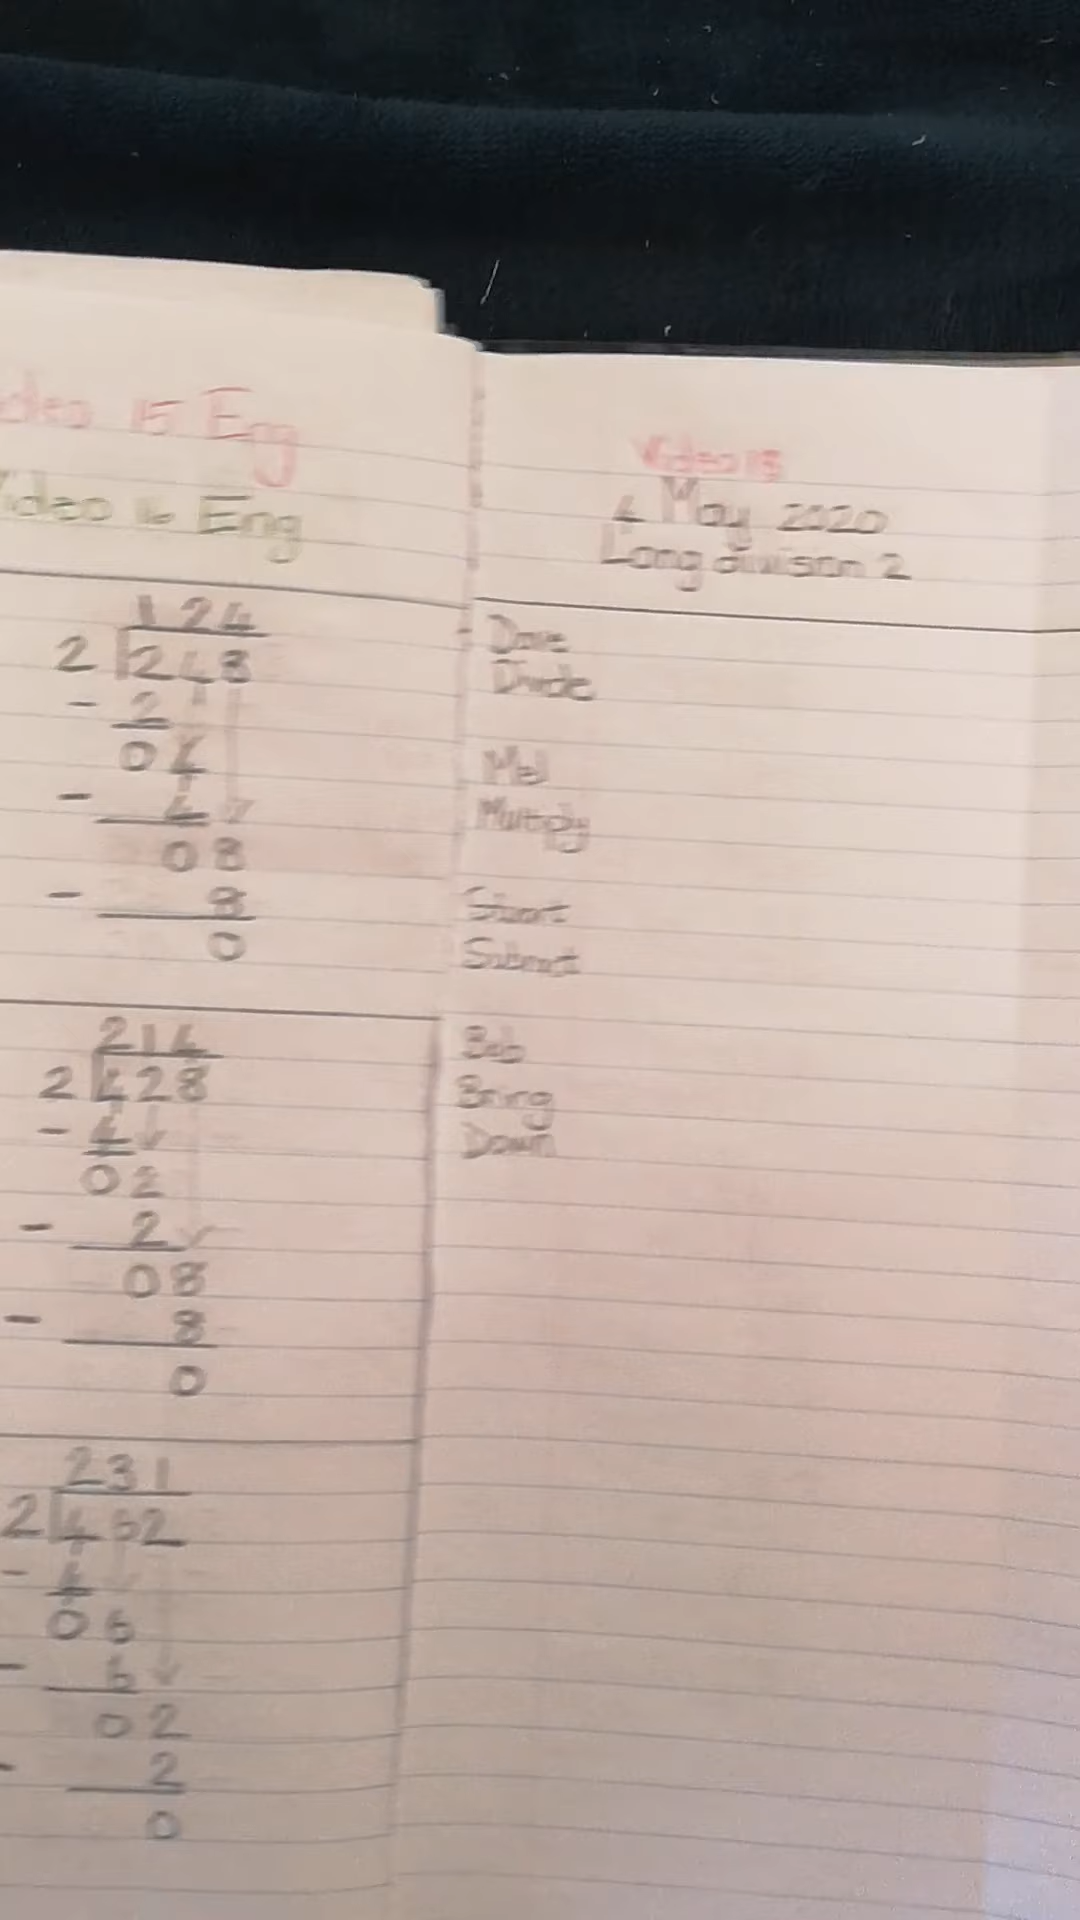 Video 15 Eng
Video 16 Eng
124
2 248
- 2
04
- 4
08
- 8
0
214
2 428
- 4
02
- 2
08
- 8
0
231
2 462
- 4
06
- 6
02
- 2
0
Video 15
4 May 2020
Long division 2
Dave
Divide
Mel
Multiply
Stuart
Subtract
Bob
Bring
Down